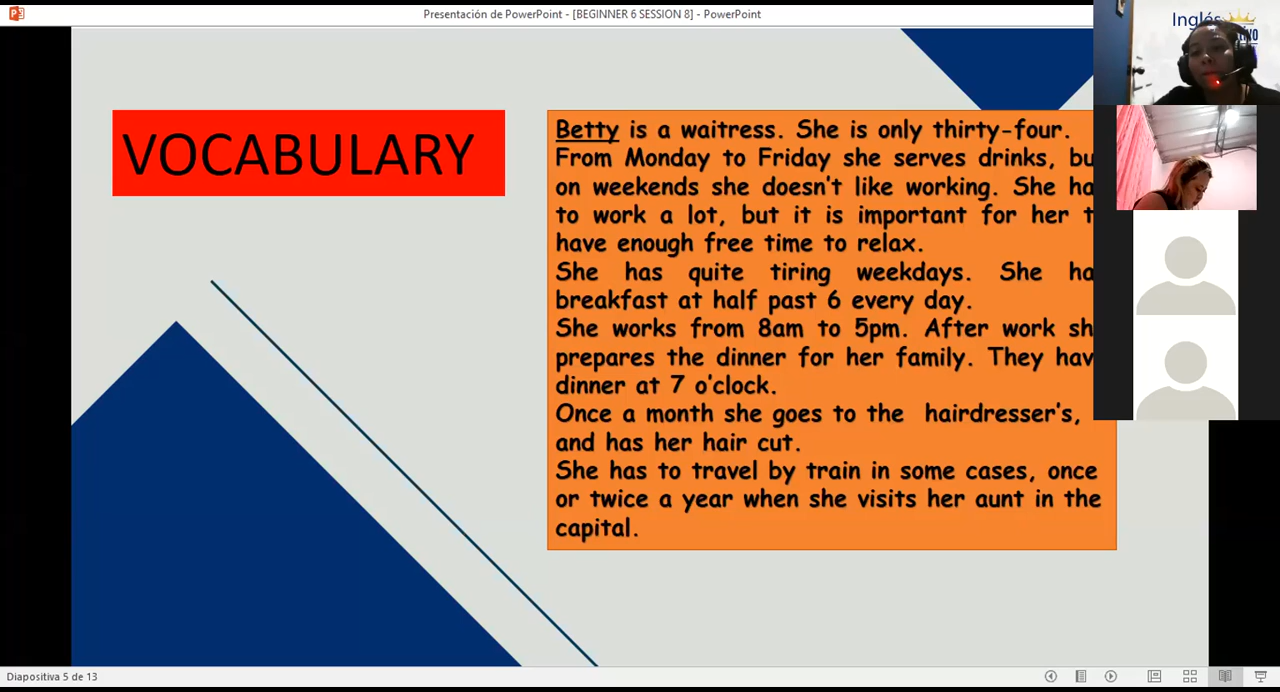 Presentación de PowerPoint - [BEGINNER 6 SESSION 8] - PowerPoint
Inglés
VOCABULARY
Betty is a waitress. She is only thirty-four.
From Monday to Friday she serves drinks, bu
on weekends she doesn't like working. She ha
to work a lot, but it is important for her t
have enough free time to relax.
She has quite tiring weekdays. She ha
breakfast at half past 6 every day.
She works from 8am to 5pm. After work sh
prepares the dinner for her family. They hav
dinner at 7 o'clock.
Once a month she goes to the hairdresser's,
and has her hair cut.
She has to travel by train in some cases, once
or twice a year when she visits her aunt in the
capital.
Diapositiva 5 de 13